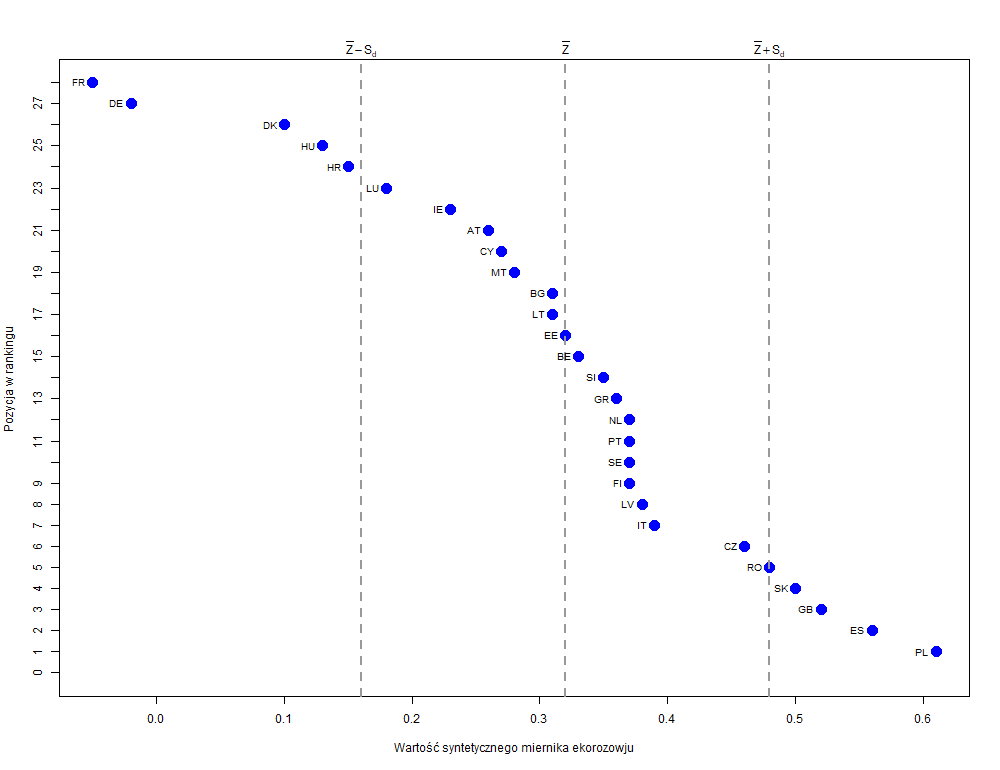 Z̅ − Sd
Z̅
Z̅ + Sd
FR
27
DE
DK
25
HU
HR
23
LU
IE
21
AT
CY
19
MT
BG
17
LT
EE
15
BE
SI
13
GR
NL
11
PT
SE
9
FI
8
LV
7
IT
6
CZ
5
RO
4
SK
3
GB
2
ES
1
PL
0
Pozycja w rankingu
0.0 0.1 0.2 0.3 0.4 0.5 0.6
Wartość syntetycznego miernika ekorozowju